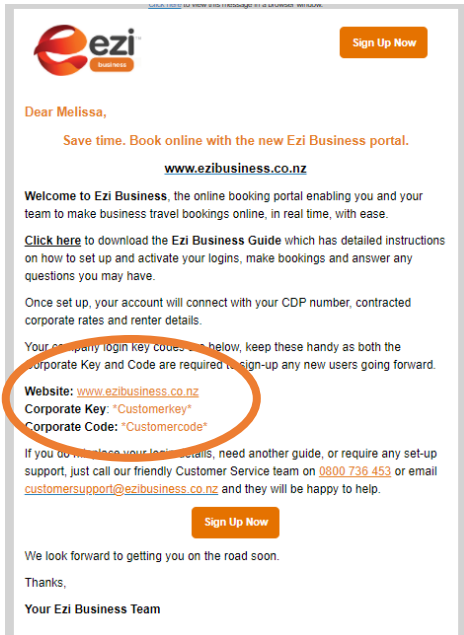 Click here to view this message in a browser window.
ezi
business
Sign Up Now
Dear Melissa,
Save time. Book online with the new Ezi Business portal.
www.ezibusiness.co.nz
Welcome to Ezi Business, the online booking portal enabling you and your
team to make business travel bookings online, in real time, with ease.
Click here to download the Ezi Business Guide which has detailed instructions
on how to set up and activate your logins, make bookings and answer any
questions you may have.
Once set up, your account will connect with your CDP number, contracted
corporate rates and renter details.
Your company login key codes are below, keep these handy as both the
Corporate Key and Code are required to sign-up any new users going forward.
Website: www.ezibusiness.co.nz
Corporate Key: *Customerkey*
Corporate Code: *Customercode*
If you do misplace your login details, need another guide, or require any set-up
support, just call our friendly Customer Service team on 0800 736 453 or email
customersupport@ezibusiness.co.nz and they will be happy to help.
Sign Up Now
We look forward to getting you on the road soon.
Thanks,
Your Ezi Business Team